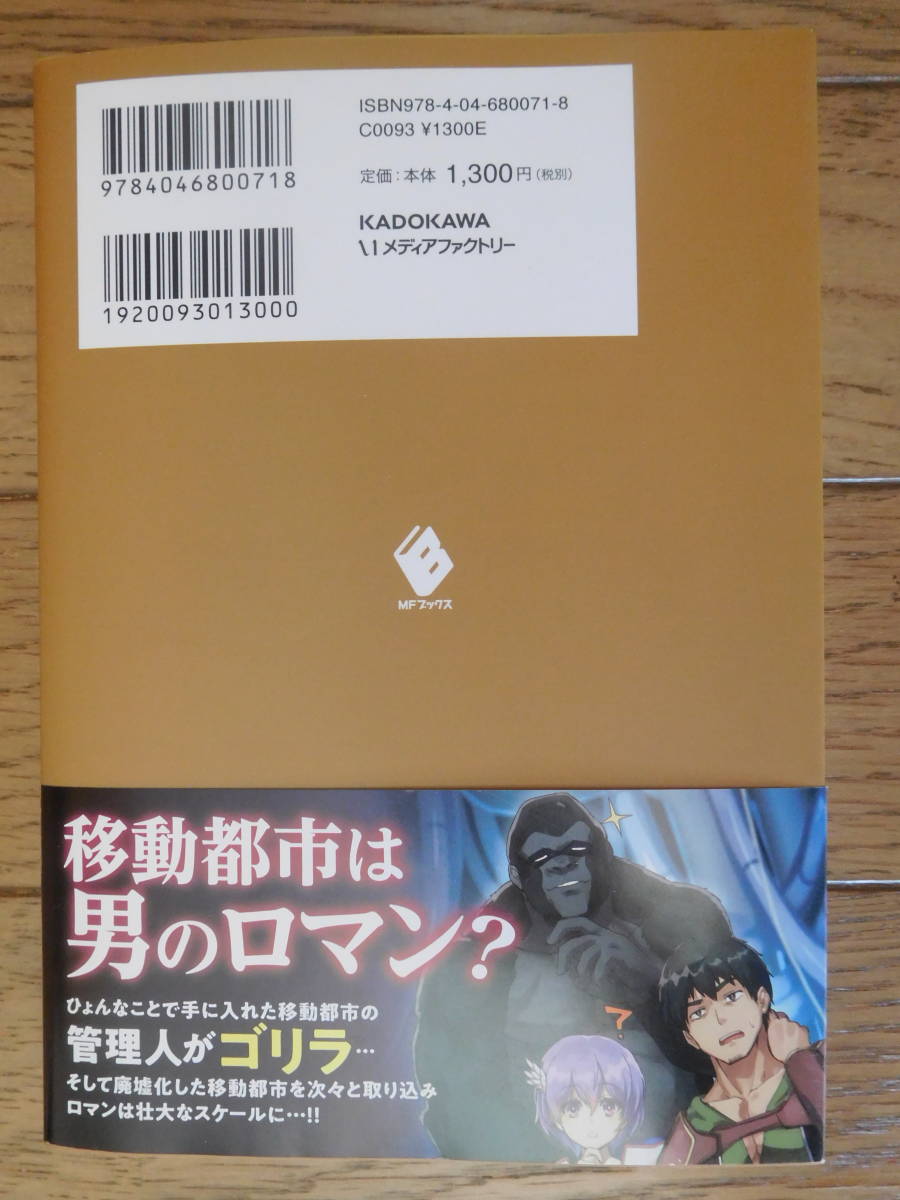 ISBN978-4-04-680071-8
C0093 ¥1300E
9784046800718
定価：本体 1,300円（税別）
KADOKAWA
メディアファクトリー
1920093013000
B
MFブックス
移動都市は
男のロマン？
ひょんなことで手に入れた移動都市の
管理人がゴリラ…
そして廃墟化した移動都市を次々と取り込み
ロマンは壮大なスケールに…!!
?